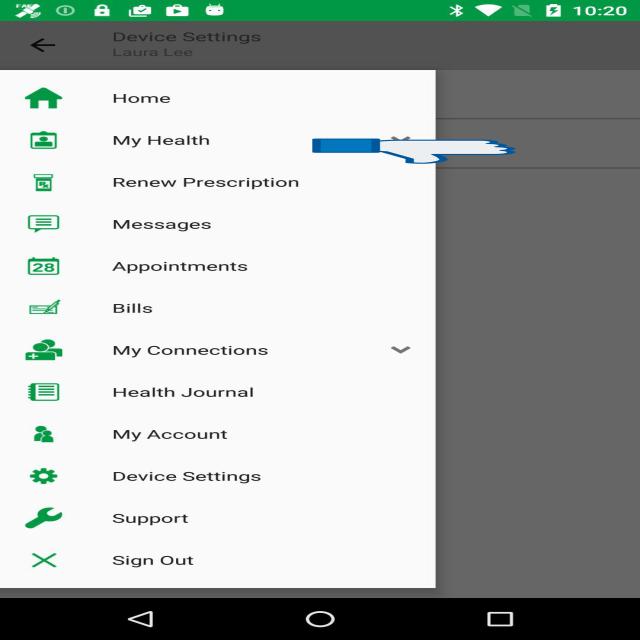 10:20
Device Settings
Laura Lee
Home
My Health
Renew Prescription
Messages
28
Appointments
Bills
My Connections
Health Journal
My Account
Device Settings
Support
Sign Out